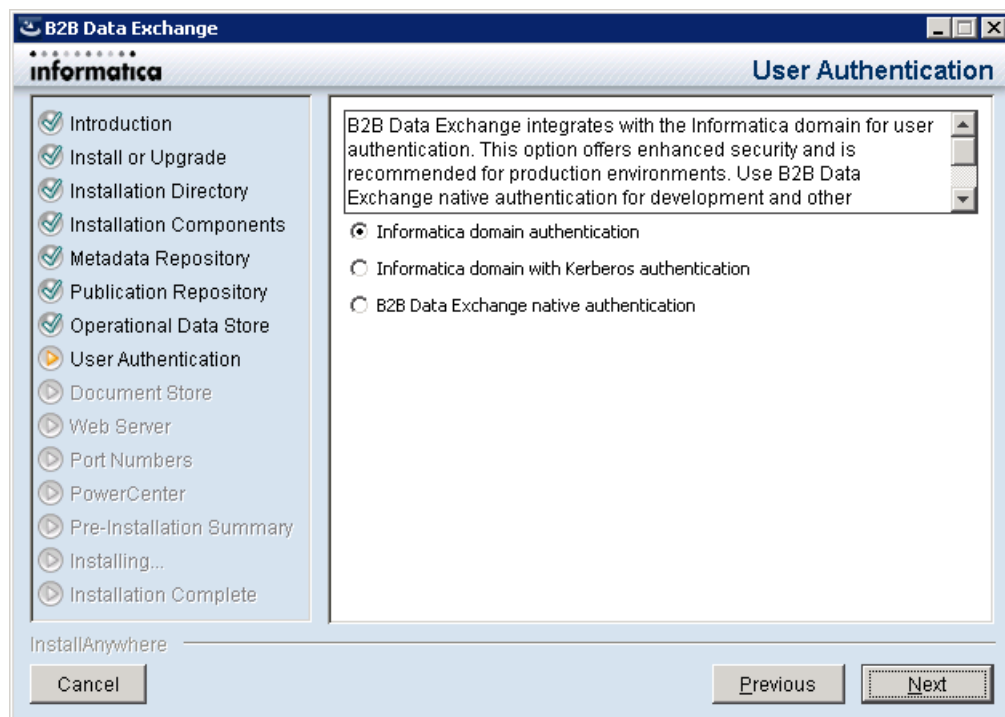 B2B Data Exchange
informatica
User Authentication
Introduction
Install or Upgrade
Installation Directory
Installation Components
Metadata Repository
Publication Repository
Operational Data Store
User Authentication
Document Store
Web Server
Port Numbers
PowerCenter
Pre-Installation Summary
Installing...
Installation Complete
B2B Data Exchange integrates with the Informatica domain for user
authentication. This option offers enhanced security and is
recommended for production environments. Use B2B Data
Exchange native authentication for development and other
Informatica domain authentication
Informatica domain with Kerberos authentication
B2B Data Exchange native authentication
InstallAnywhere
Cancel
Previous
Next